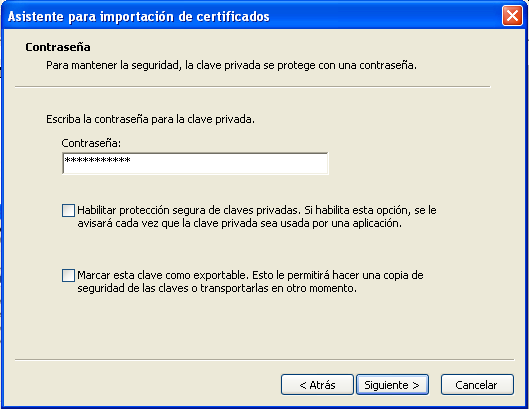 Asistente para importación de certificados
Contraseña
Para mantener la seguridad, la clave privada se protege con una contraseña.
Escriba la contraseña para la clave privada.
Contraseña:
***********
Habilitar protección segura de claves privadas. Si habilita esta opción, se le
avisará cada vez que la clave privada sea usada por una aplicación.
Marcar esta clave como exportable. Esto le permitirá hacer una copia de
seguridad de las claves o transportarlas en otro momento.
< Atrás
Siguiente >
Cancelar